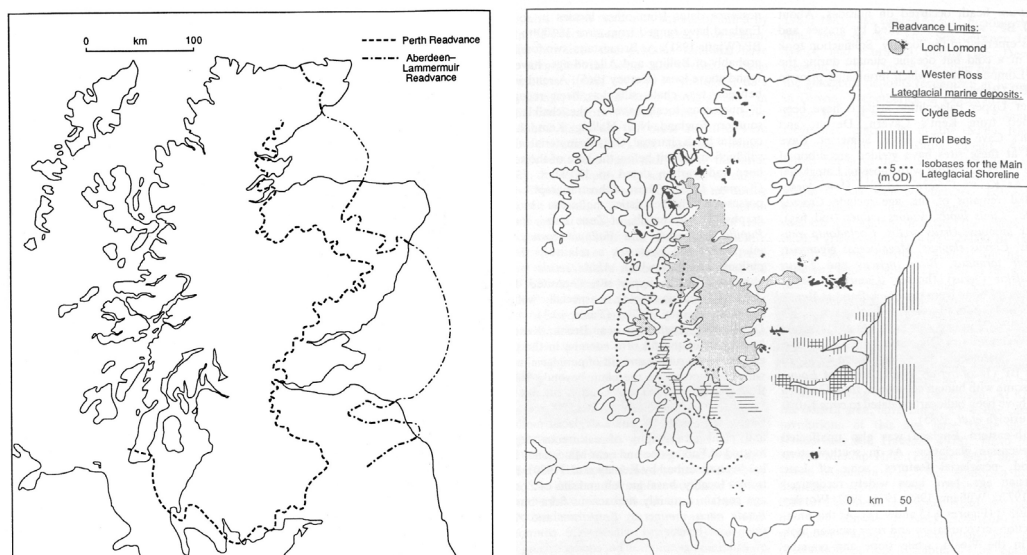 0 km 100
Perth Readvance
Aberdeen–
Lammermuir
Readvance
Readvance Limits:
Loch Lomond
Wester Ross
Lateglacial marine deposits:
Clyde Beds
Errol Beds
5
Isobases for the Main
(m OD)
Lateglacial Shoreline
0 km 50